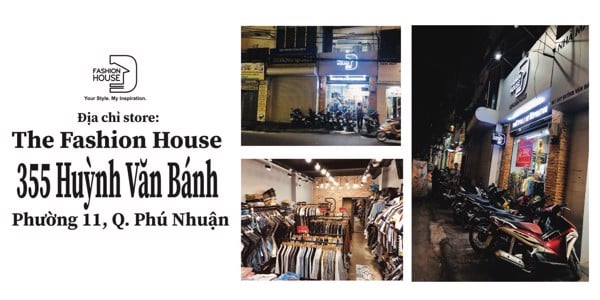 FASHION
HOUSE
Your Style. My Inspiration.
Địa chỉ store:
The Fashion House
355 Huỳnh Văn Bánh
Phường 11, Q. Phú Nhuận